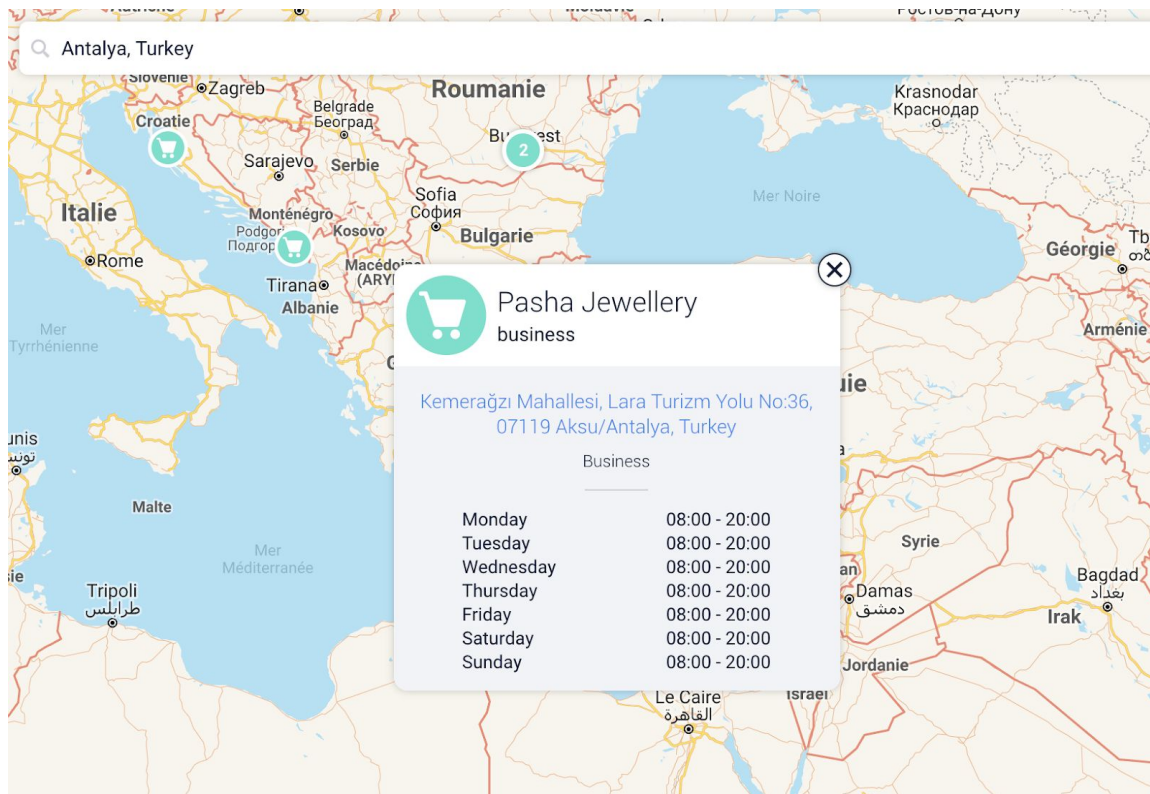 Antalya, Turkey
Slovénie
Zagreb
Croatie
Belgrade
Београд
Roumanie
2
Krasnodar
Краснодар
Sarajevo
Serbie
Mer Noire
Italie
Monténégro
Kosovo
Sofia
София
Bulgarie
Géorgie
Rome
Tirana
Albanie
Mer
Tyrrhénienne
Arménie
Pasha Jewellery
business
Kemerağzı Mahallesi, Lara Turizm Yolu No:36,
07119 Aksu/Antalya, Turkey
Business
Monday 08:00 - 20:00
Tuesday 08:00 - 20:00
Wednesday 08:00 - 20:00
Thursday 08:00 - 20:00
Friday 08:00 - 20:00
Saturday 08:00 - 20:00
Sunday 08:00 - 20:00
Malte
Mer
Méditerranée
Tripoli
طرابلس
Syrie
Damas
دمشق
Bagdad
بغداد
Irak
Jordanie
Israël
Le Caire
القاهرة